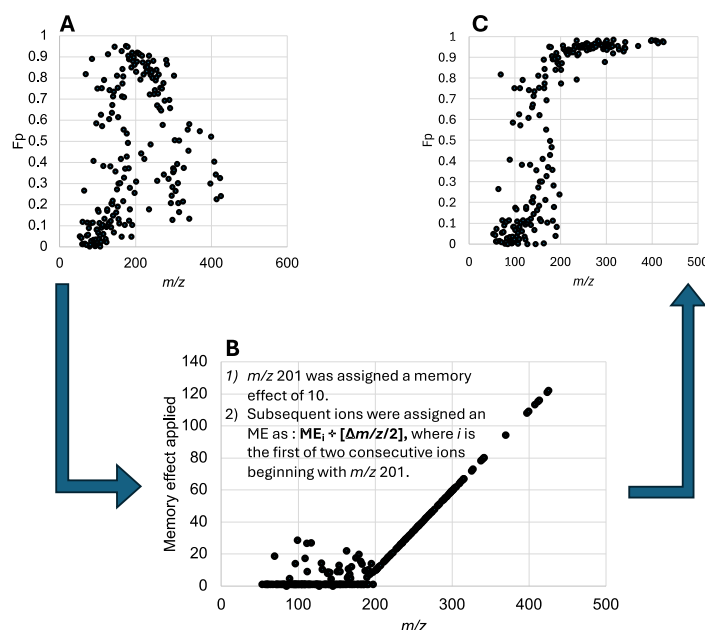 A
1
0.9
0.8
0.7
0.6
0.5
0.4
0.3
0.2
0.1
0
Fp
0 200 400 600
m/z
C
1
0.9
0.8
0.7
0.6
0.5
0.4
0.3
0.2
0.1
0
Fp
0 100 200 300 400 500
m/z
B
140
120
100
80
60
40
20
0
Memory effect applied
1) m/z 201 was assigned a memory
effect of 10.
2) Subsequent ions were assigned an
ME as : MEi + [Δm/z/2], where i is
the first of two consecutive ions
beginning with m/z 201.
0 100 200 300 400 500
m/z